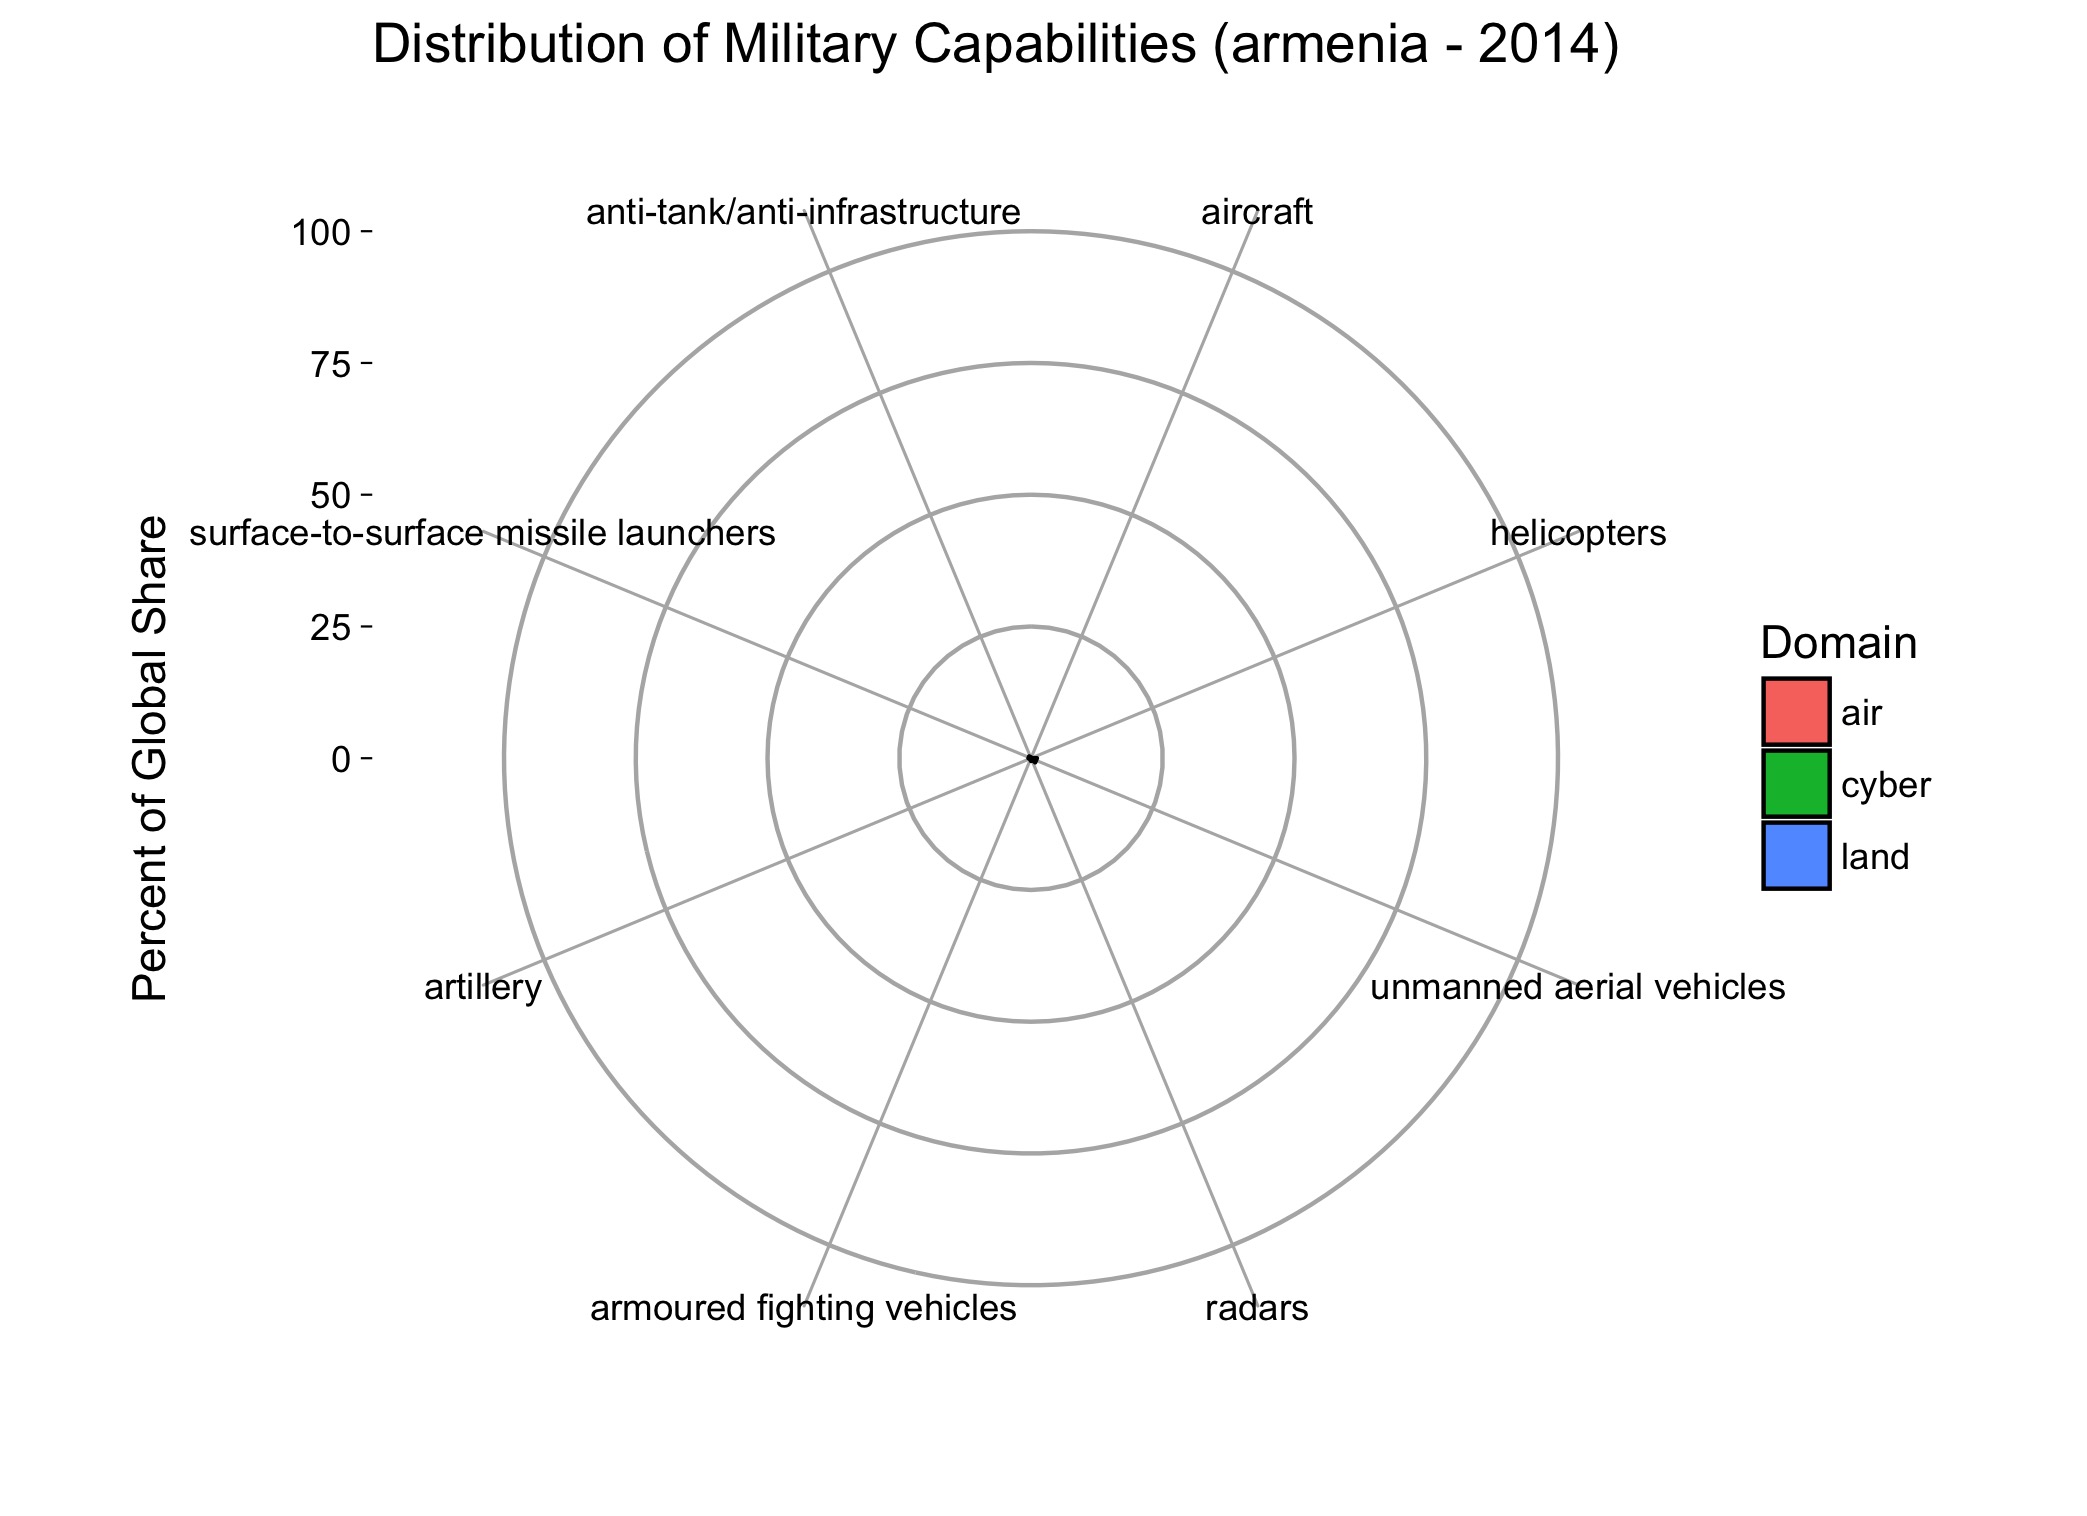 Distribution of Military Capabilities (armenia - 2014)
anti-tank/anti-infrastructure
aircraft
100
75
50
surface-to-surface missile launchers
helicopters
25
0
Percent of Global Share
Domain
air
cyber
land
artillery
unmanned aerial vehicles
armoured fighting vehicles
radars